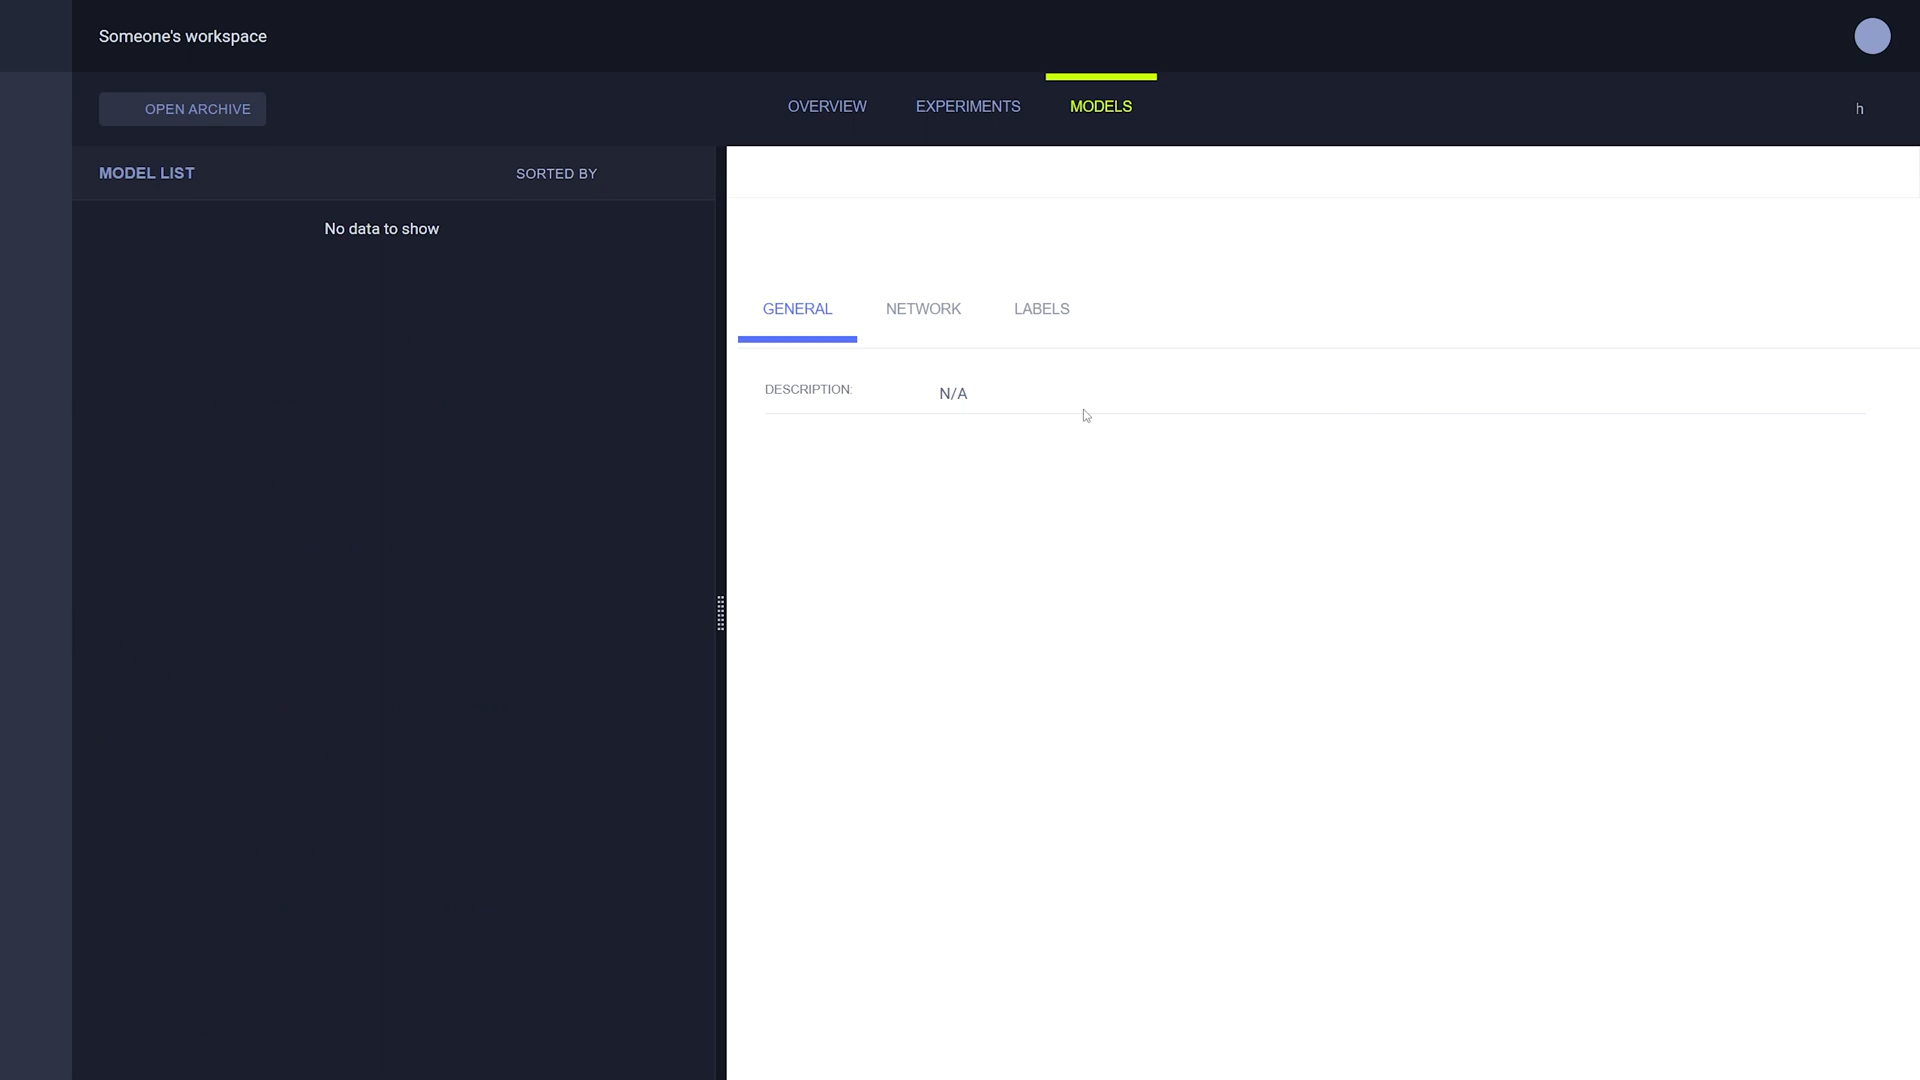 Someone's workspace
OPEN ARCHIVE
OVERVIEW
EXPERIMENTS
MODELS
h
MODEL LIST
SORTED BY
No data to show
GENERAL
NETWORK
LABELS
DESCRIPTION:
N/A